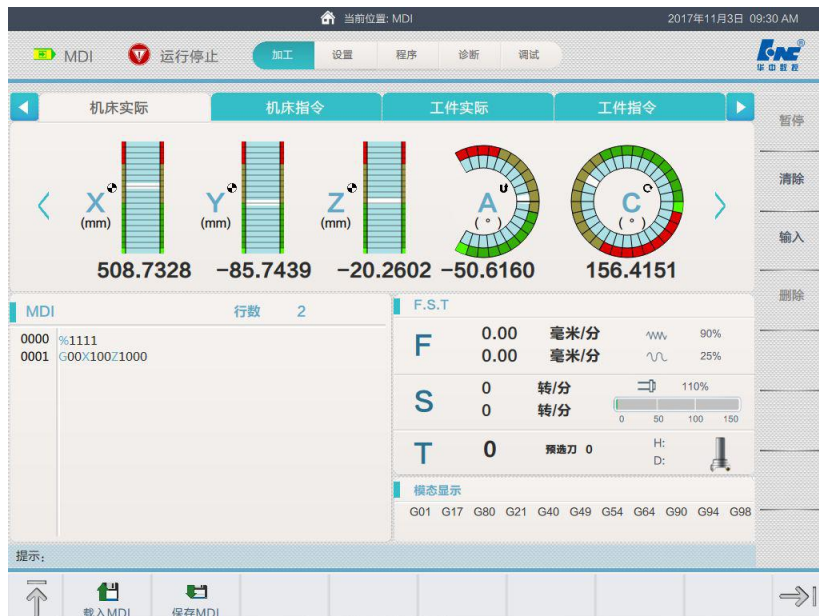 当前位置: MDI 2017年11月3日 09:30 AM
MDI 运行停止 加工 设置 程序 诊断 调试
华中数控
机床实际 机床指令 工件实际 工件指令
暂停
清除
输入
删除
X Y Z A C
(mm) (mm) (mm) (°) (°)
508.7328 −85.7439 −20.2602 −50.6160 156.4151
MDI 行数 2
0000 %1111
0001 G00X100Z1000
F.S.T
F 0.00 毫米/分 90%
0.00 毫米/分 25%
S 0 转/分 110%
0 转/分
0 50 100 150
T 0 预选刀 0 H:
D:
模态显示
G01 G17 G80 G21 G40 G49 G54 G64 G90 G94 G98
提示:
载入MDI 保存MDI